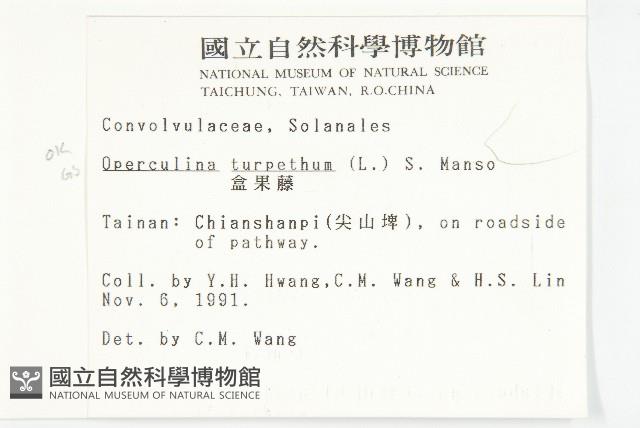 國立自然科學博物館
NATIONAL MUSEUM OF NATURAL SCIENCE
TAICHUNG, TAIWAN, R.O.CHINA
Convolvulaceae, Solanales
Operculina turpethum (L.) S. Manso
盒果藤
Tainan: Chianshanpi(尖山埤), on roadside
of pathway.
Coll. by Y.H. Hwang,C.M. Wang & H.S. Lin
Nov. 6, 1991.
Det. by C.M. Wang
OK
國立自然科學博物館
NATIONAL MUSEUM OF NATURAL SCIENCE